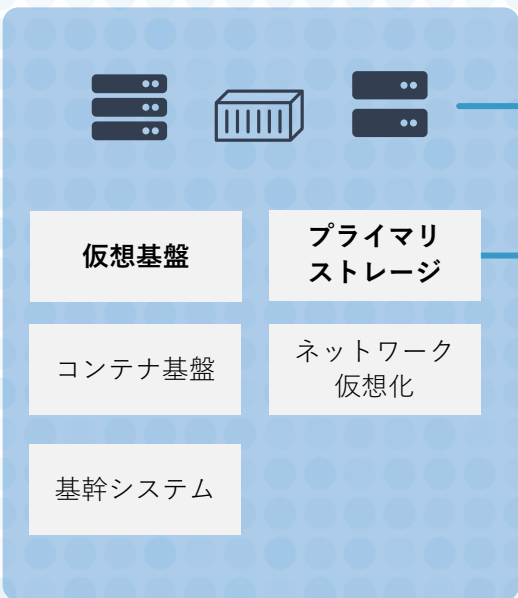 仮想基盤
プライマリ
ストレージ
コンテナ基盤
ネットワーク
仮想化
基幹システム